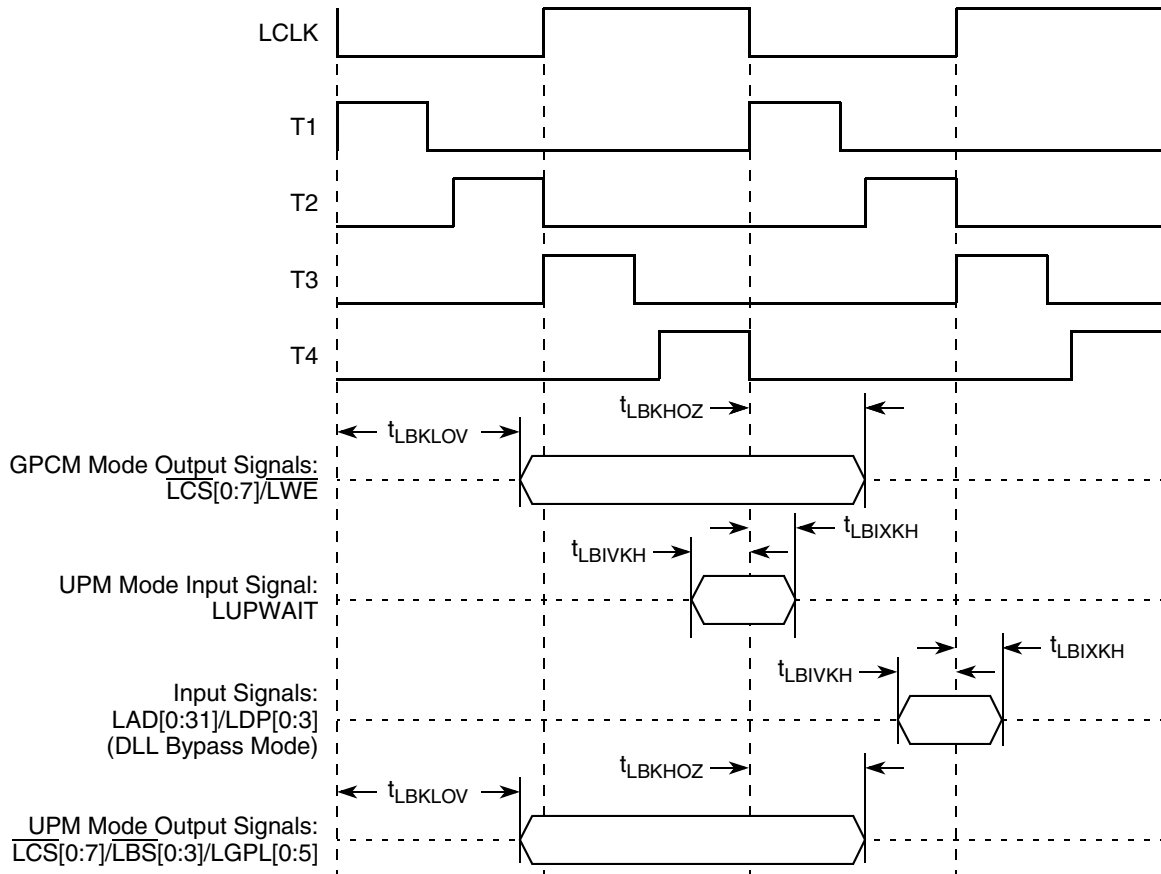 LCLK
T1
T2
T3
T4
tLBKHOZ
tLBKLOV
GPCM Mode Output Signals:
LCS[0:7]/LWE
tLBIXKH
tLBIVKH
UPM Mode Input Signal:
LUPWAIT
tLBIXKH
tLBIVKH
Input Signals:
LAD[0:31]/LDP[0:3]
(DLL Bypass Mode)
tLBKHOZ
tLBKLOV
UPM Mode Output Signals:
LCS[0:7]/LBS[0:3]/LGPL[0:5]